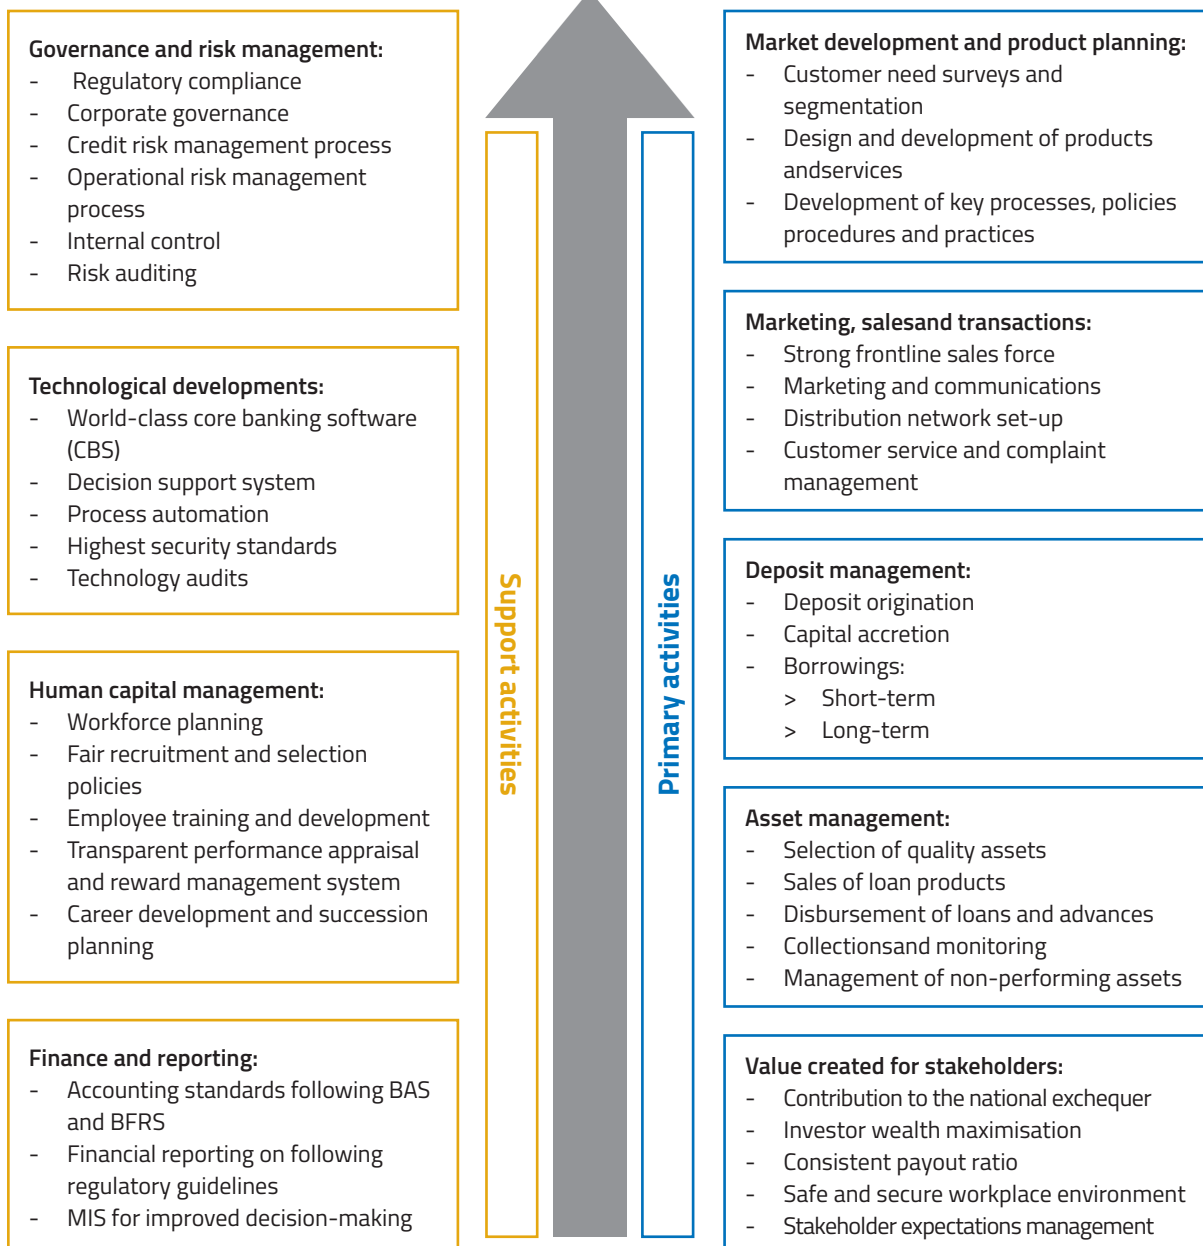 Governance and risk management:
- Regulatory compliance
- Corporate governance
- Credit risk management process
- Operational risk management
process
- Internal control
- Risk auditing
Technological developments:
- World-class core banking software
(CBS)
- Decision support system
- Process automation
- Highest security standards
- Technology audits
Human capital management:
- Workforce planning
- Fair recruitment and selection
policies
- Employee training and development
- Transparent performance appraisal
and reward management system
- Career development and succession
planning
Finance and reporting:
- Accounting standards following BAS
and BFRS
- Financial reporting on following
regulatory guidelines
- MIS for improved decision-making
Support activities
Primary activities
Market development and product planning:
- Customer need surveys and
segmentation
- Design and development of products
andservices
- Development of key processes, policies
procedures and practices
Marketing, salesand transactions:
- Strong frontline sales force
- Marketing and communications
- Distribution network set-up
- Customer service and complaint
management
Deposit management:
- Deposit origination
- Capital accretion
- Borrowings:
> Short-term
> Long-term
Asset management:
- Selection of quality assets
- Sales of loan products
- Disbursement of loans and advances
- Collectionsand monitoring
- Management of non-performing assets
Value created for stakeholders:
- Contribution to the national exchequer
- Investor wealth maximisation
- Consistent payout ratio
- Safe and secure workplace environment
- Stakeholder expectations management